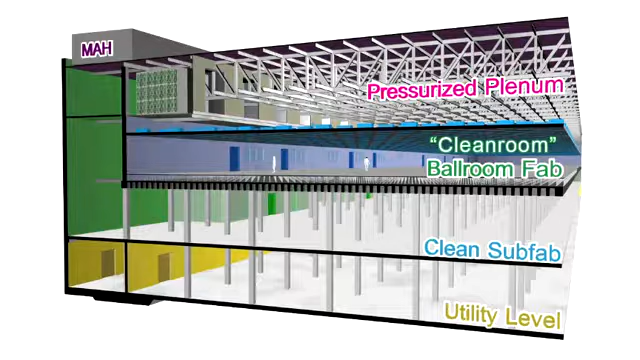 MAH
Pressurized Plenum
“Cleanroom”
Ballroom Fab
Clean Subfab
Utility Level